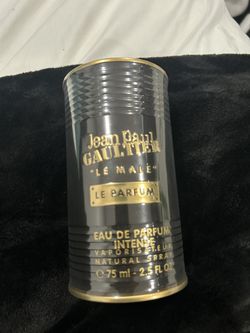 Jean Paul
GAULTIER
"LE MALE"
LE PARFUM
EAU DE PARFUM
INTENSE
VAPORISATEUR
NATURAL SPRAY
℮ 75 ml - 2.5 FL.OZ